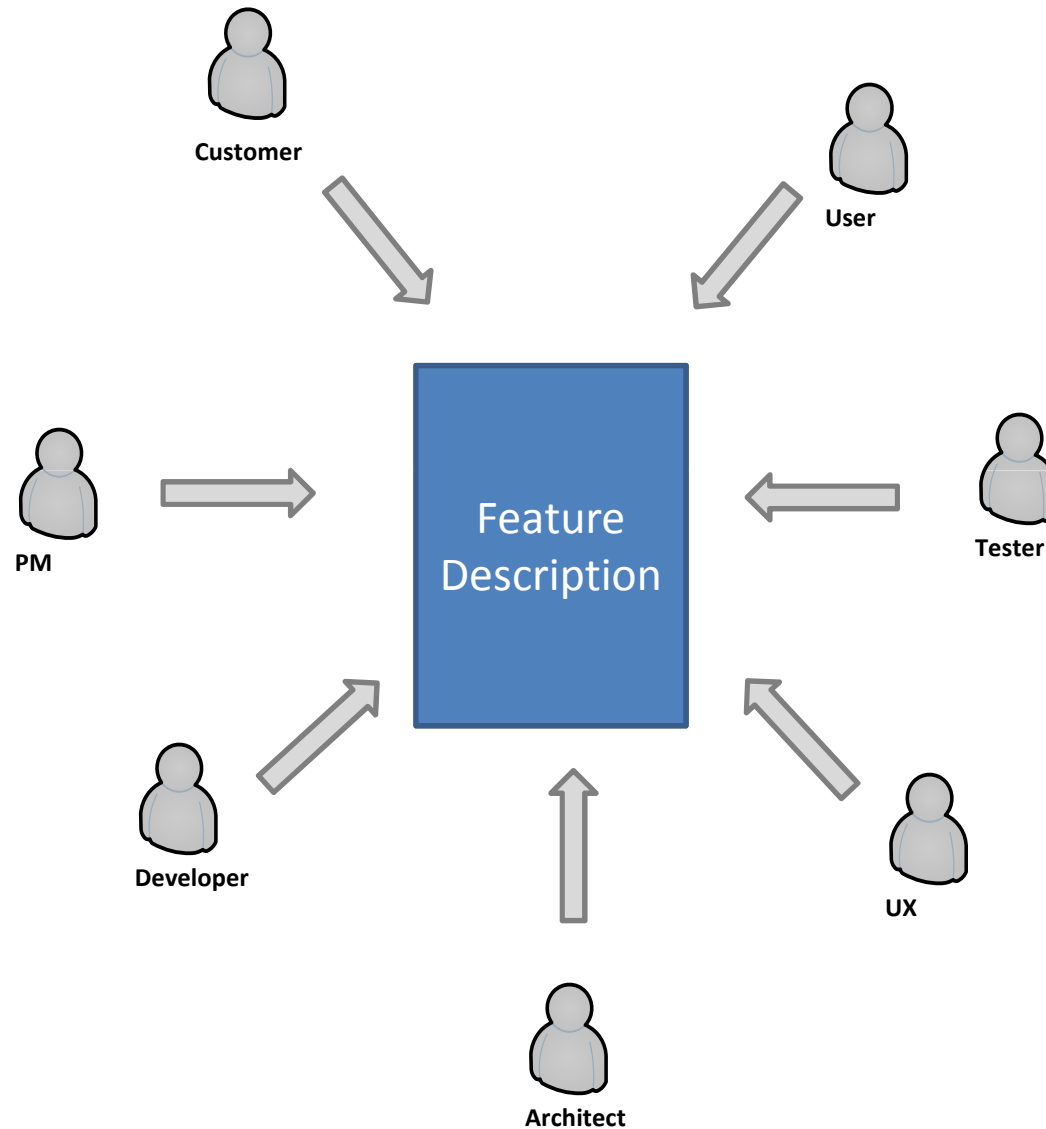 Customer
User
Feature
Description
PM
Tester
Developer
UX
Architect